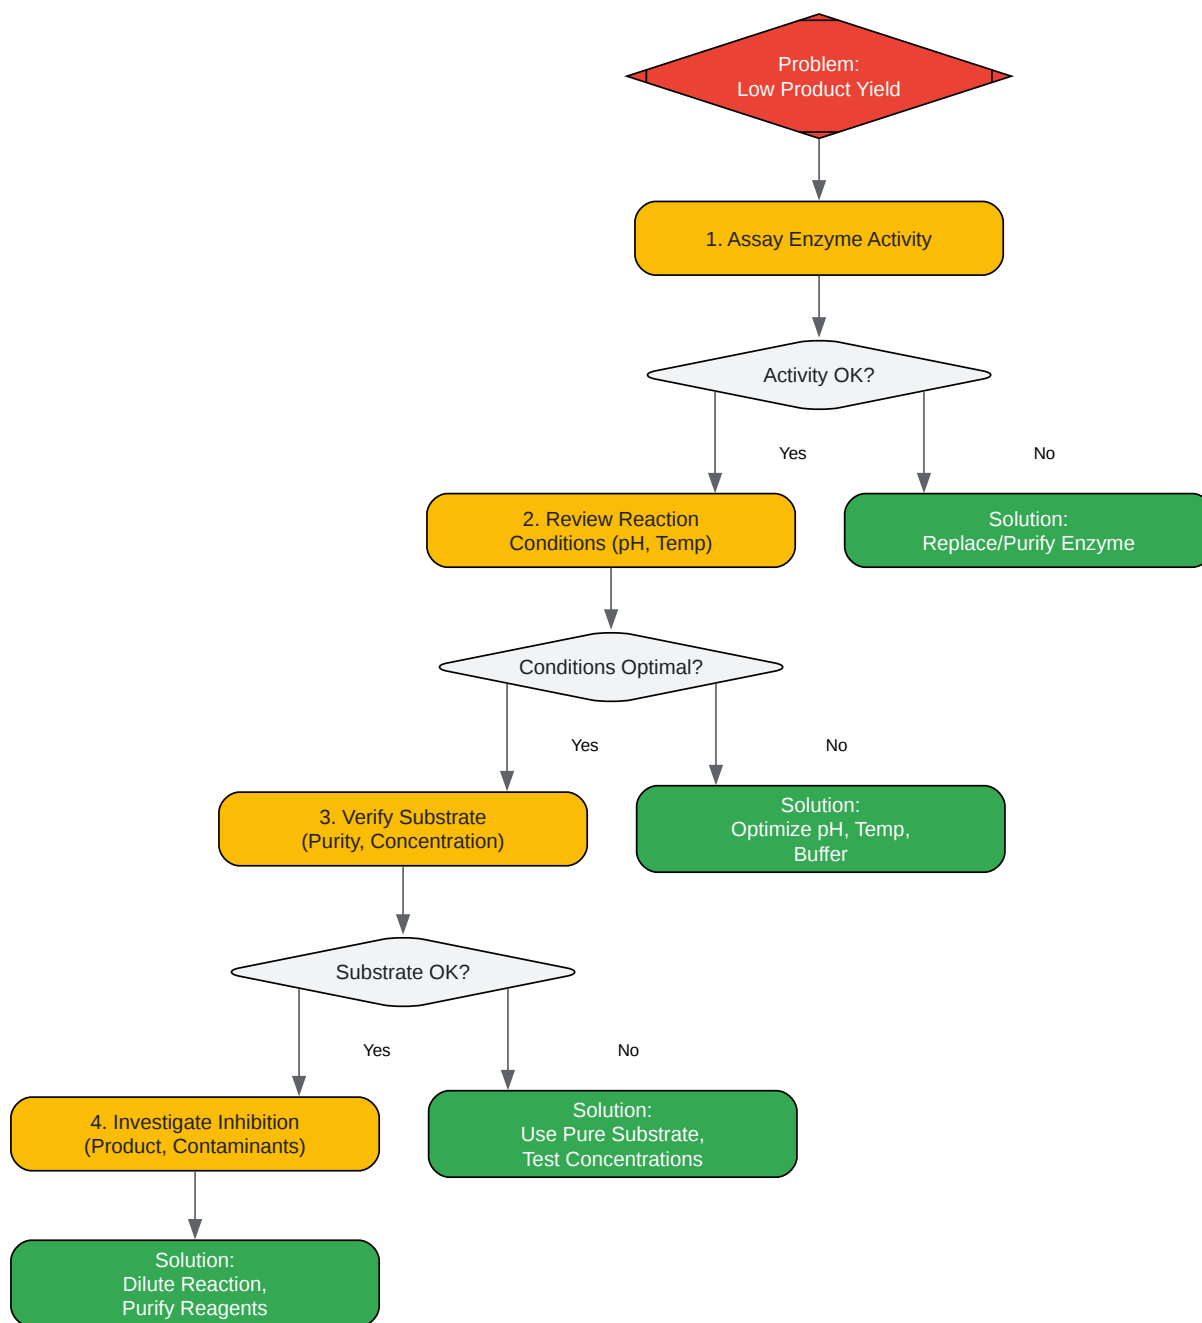 Problem:
Low Product Yield
1. Assay Enzyme Activity
Activity OK?
Yes
No
2. Review Reaction
Conditions (pH, Temp)
Solution:
Replace/Purify Enzyme
Conditions Optimal?
Yes
No
3. Verify Substrate
(Purity, Concentration)
Solution:
Optimize pH, Temp,
Buffer
Substrate OK?
Yes
No
4. Investigate Inhibition
(Product, Contaminants)
Solution:
Use Pure Substrate,
Test Concentrations
Solution:
Dilute Reaction,
Purify Reagents